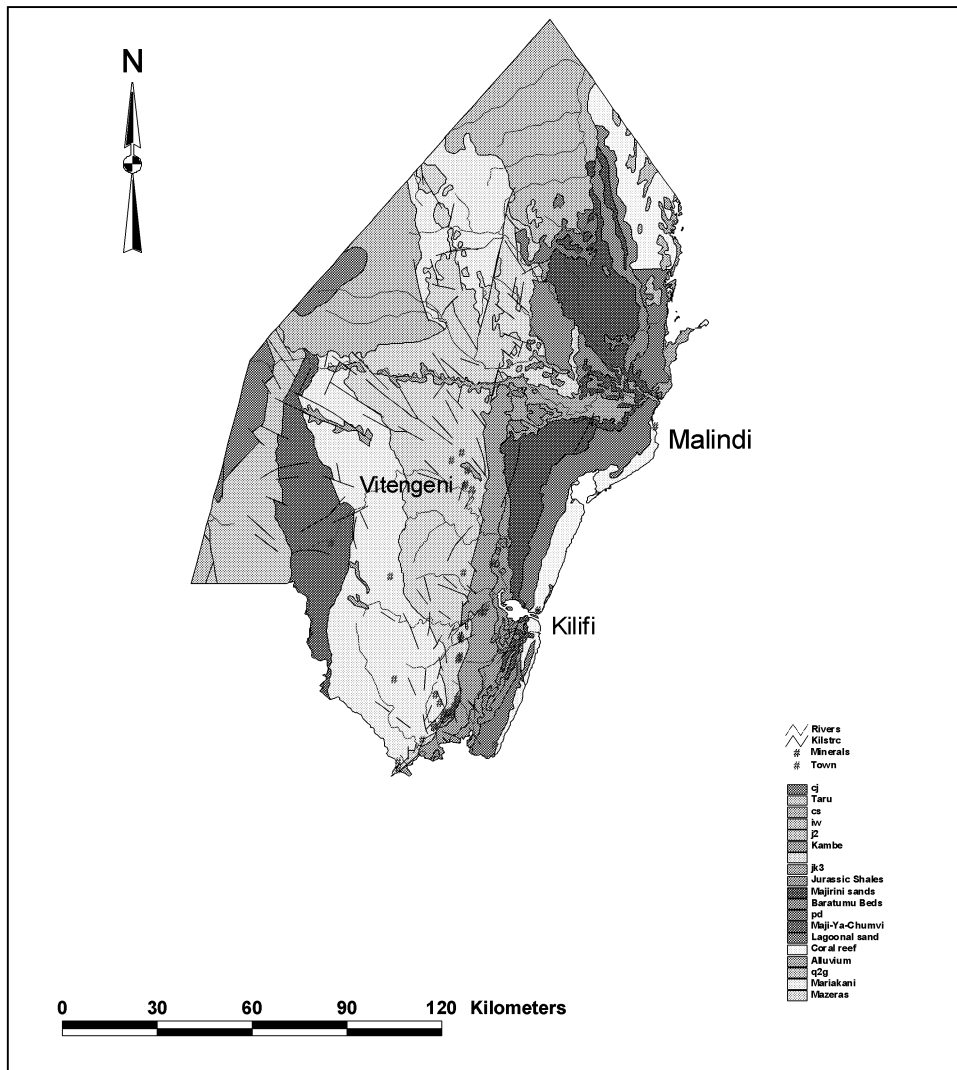 N
Malindi
Vitengeni
Kilifi
Rivers
Kilstrc
# Minerals
# Town
cj
Taru
cs
iw
j2
Kambe
jk3
Jurassic Shales
Majirini sands
Baratumu Beds
pd
Maji-Ya-Chumvi
Lagoonal sand
Coral reef
Alluvium
q2g
Mariakani
Mazeras
0 30 60 90 120 Kilometers